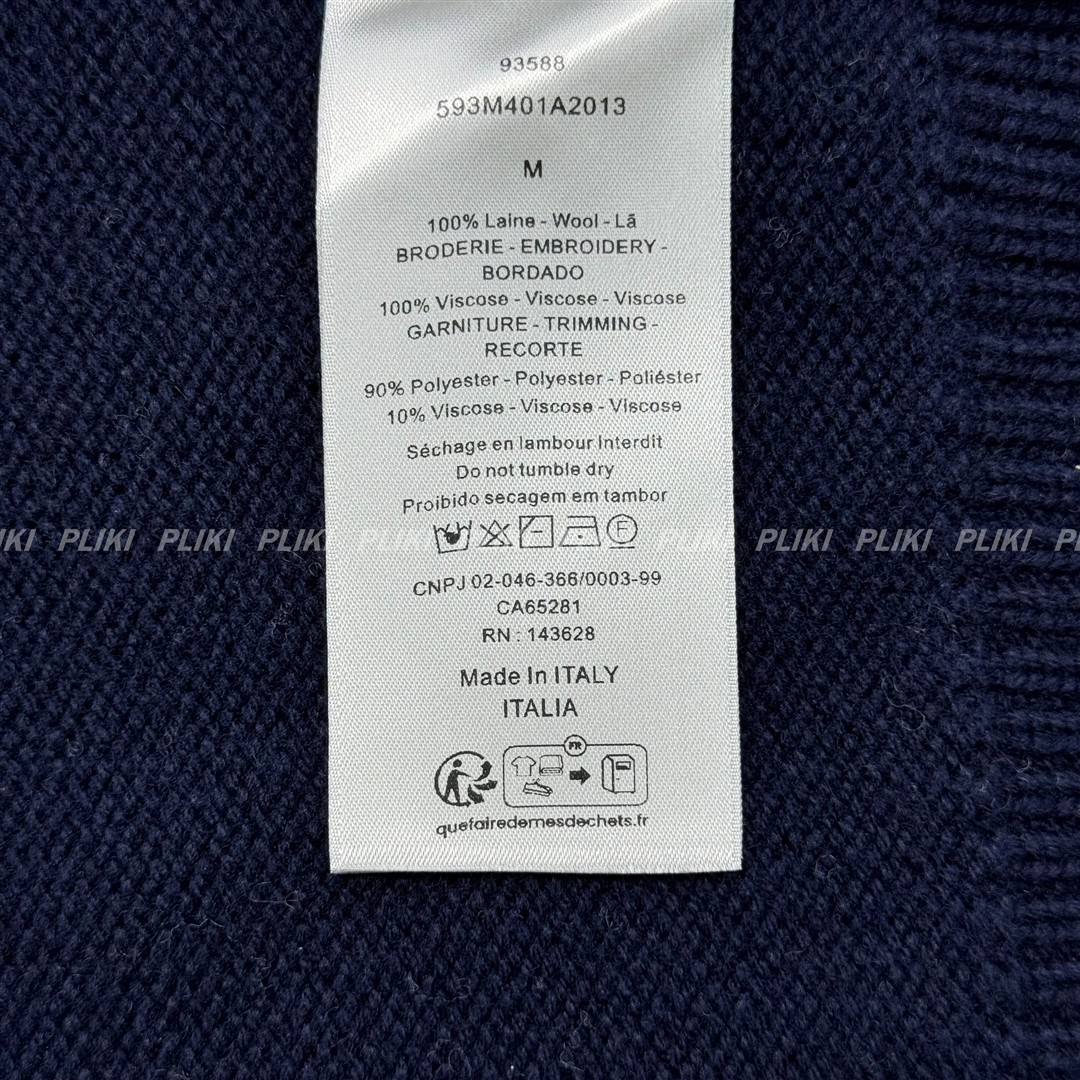 93588
593M401A2013
M
100% Laine - Wool - Lã
BRODERIE - EMBROIDERY -
BORDADO
100% Viscose - Viscose - Viscose
GARNITURE - TRIMMING -
RECORTE
90% Polyester - Polyester - Poliéster
10% Viscose - Viscose - Viscose
Séchage en lambour Interdit
Do not tumble dry
Proibido secagem em tambor
F
PLIKI PLIKI PLIKI PLIKI PLIKI PLIKI
CNPJ 02-046-366/0003-99
CA65281
RN : 143628
Made In ITALY
ITALIA
FR
quefairedemesdechets.fr